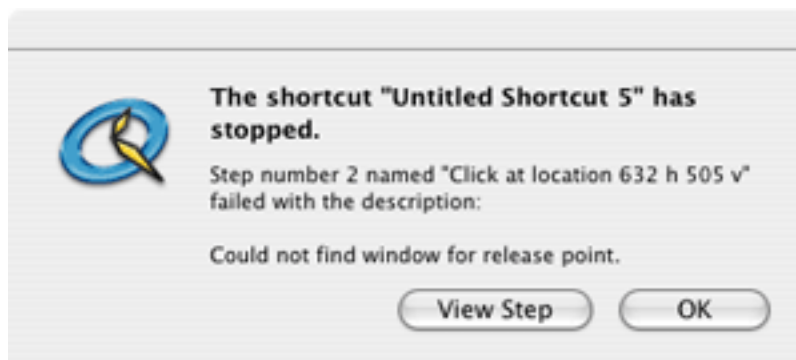 The shortcut "Untitled Shortcut 5" has
stopped.
Step number 2 named "Click at location 632 h 505 v"
failed with the description:
Could not find window for release point.
View Step
OK